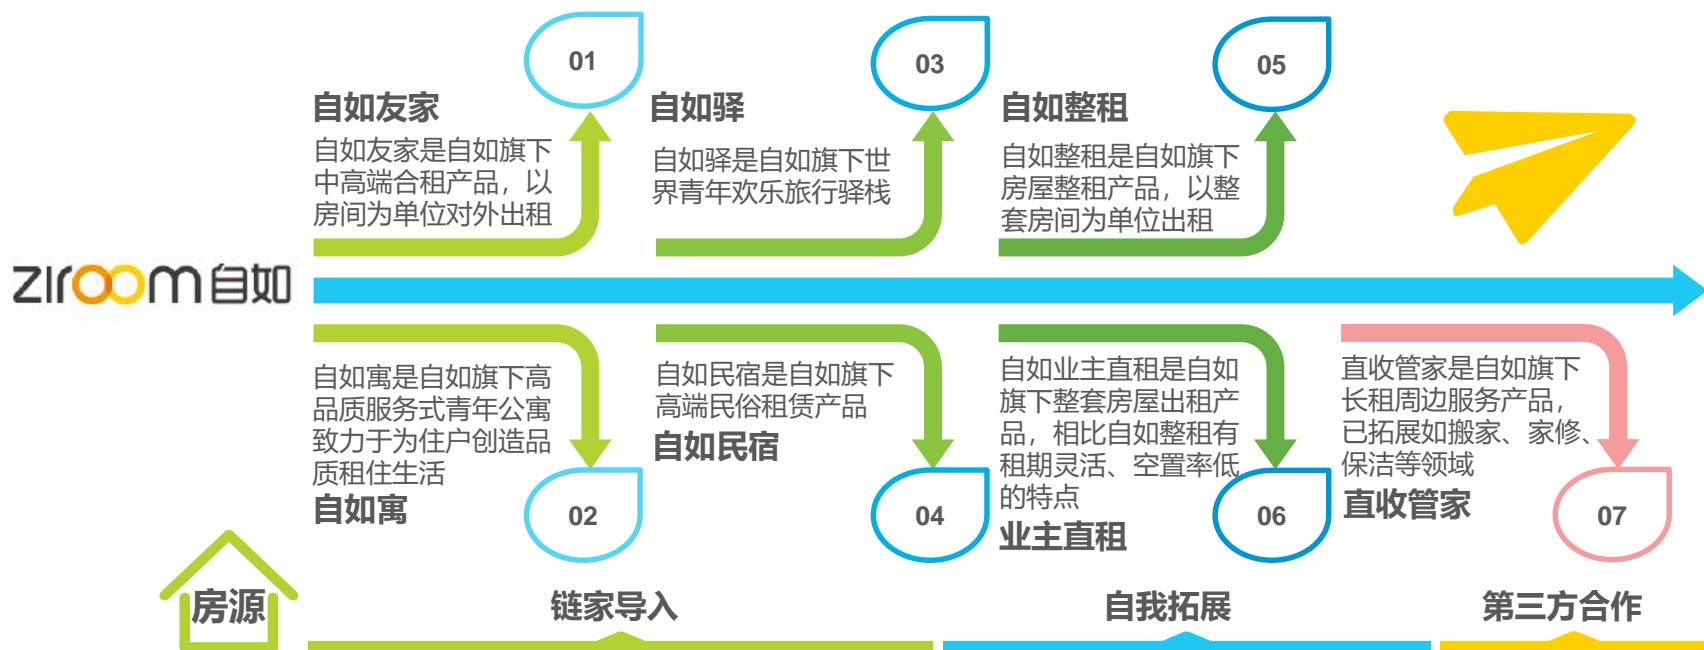 ziroom自如
01
自如友家
自如友家是自如旗下
中高端合租产品，以
房间为单位对外出租
03
自如驿
自如驿是自如旗下世
界青年欢乐旅行驿栈
05
自如整租
自如整租是自如旗下
房屋整租产品，以整
套房间为单位出租
自如寓是自如旗下高
品质服务式青年公寓
致力于为住户创造品
质租住生活
自如寓
02
自如民宿是自如旗下
高端民俗租赁产品
自如民宿
04
自如业主直租是自如
旗下整套房屋出租产
品，相比自如整租有
租期灵活、空置率低
的特点
业主直租
06
直收管家是自如旗下
长租周边服务产品，
已拓展如搬家、家修、
保洁等领域
直收管家
07
房源
链家导入
自我拓展
第三方合作